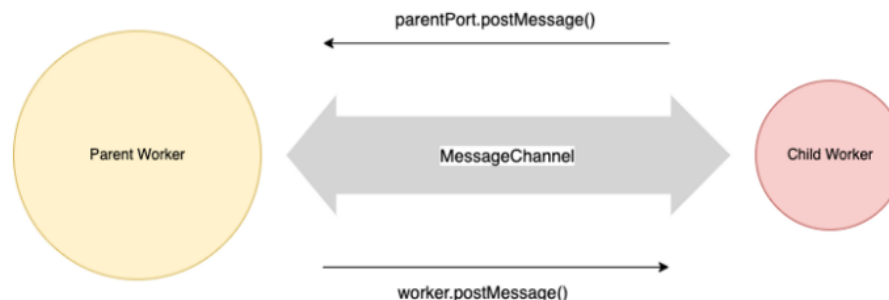 parentPort.postMessage()
Parent Worker
MessageChannel
Child Worker
worker.postMessage()